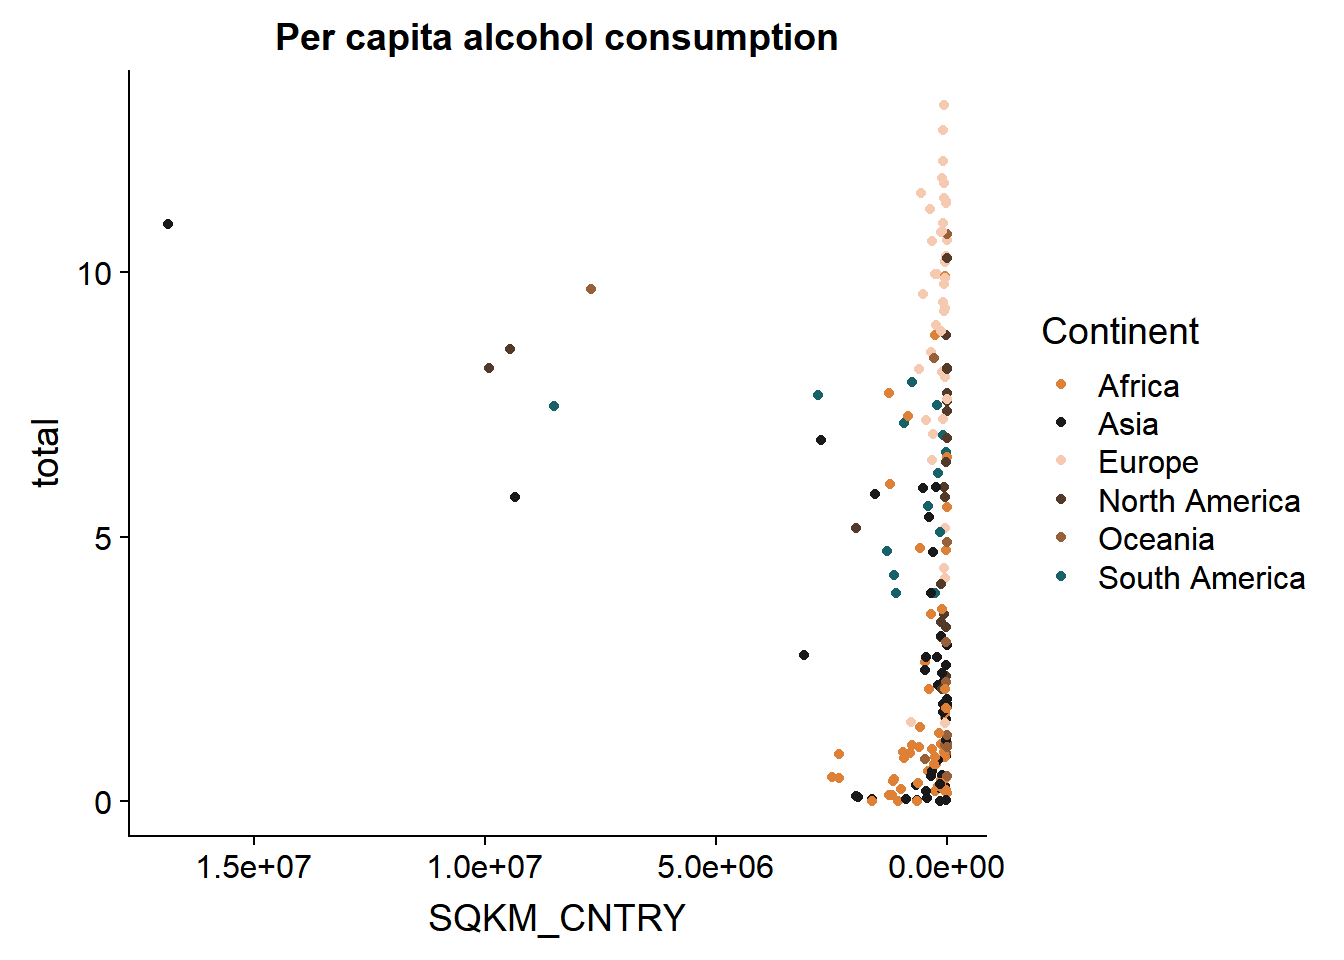 Per capita alcohol consumption
total
10
5
0
1.5e+07
1.0e+07
5.0e+06
0.0e+00
SQKM_CNTRY
Continent
Africa
Asia
Europe
North America
Oceania
South America